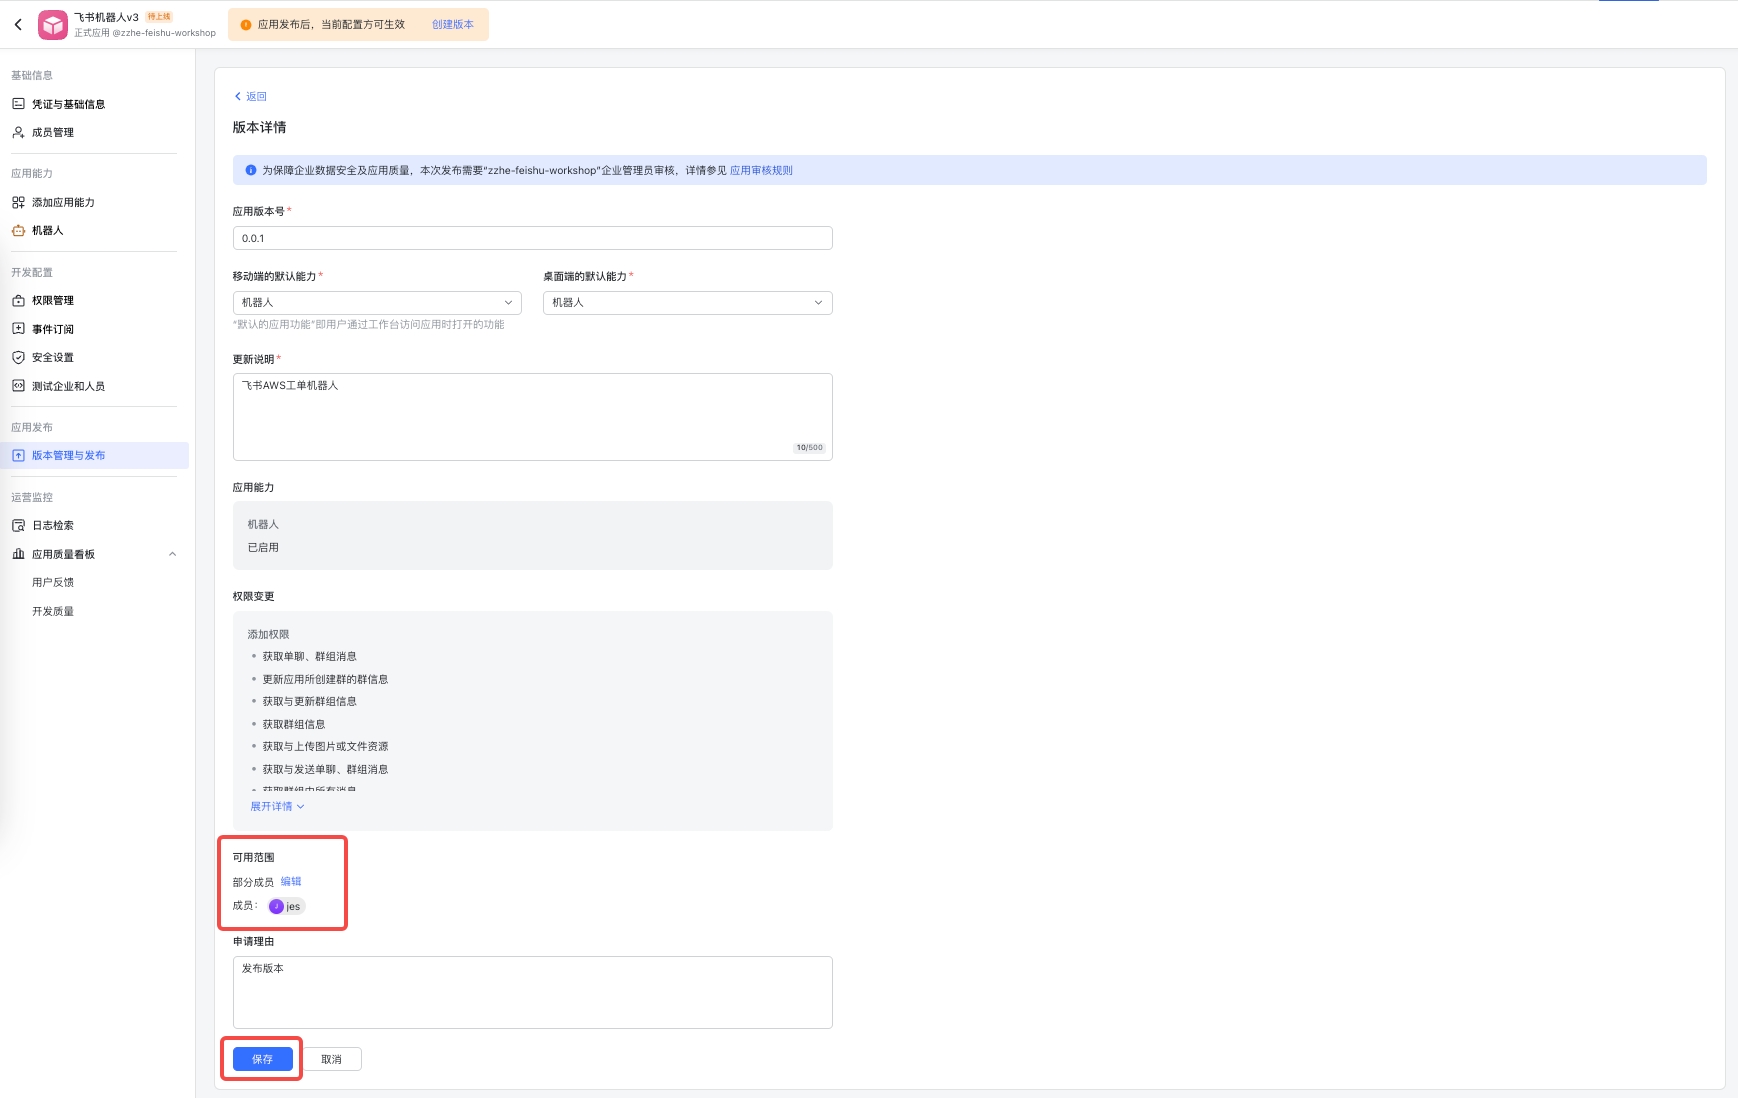 飞书机器人v3 待上线
正式应用 @zzhe-feishu-workshop
应用发布后，当前配置方可生效 创建版本
基础信息
凭证与基础信息
成员管理
应用能力
添加应用能力
机器人
开发配置
权限管理
事件订阅
安全设置
测试企业和人员
应用发布
版本管理与发布
运营监控
日志检索
应用质量看板
用户反馈
开发质量
返回
版本详情
为保障企业数据安全及应用质量，本次发布需要“zzhe-feishu-workshop”企业管理员审核，详情参见 应用审核规则
应用版本号*
0.0.1
移动端的默认能力* 桌面端的默认能力*
机器人 机器人
“默认的应用功能”即用户通过工作台访问应用时打开的功能
更新说明*
飞书AWS工单机器人
10/500
应用能力
机器人
已启用
权限变更
添加权限
获取单聊、群组消息
更新应用所创建群的群信息
获取与更新群组信息
获取群组信息
获取与上传图片或文件资源
获取与发送单聊、群组消息
获取群组中所有消息
展开详情
可用范围
部分成员 编辑
成员： J jes
申请理由
发布版本
保存 取消